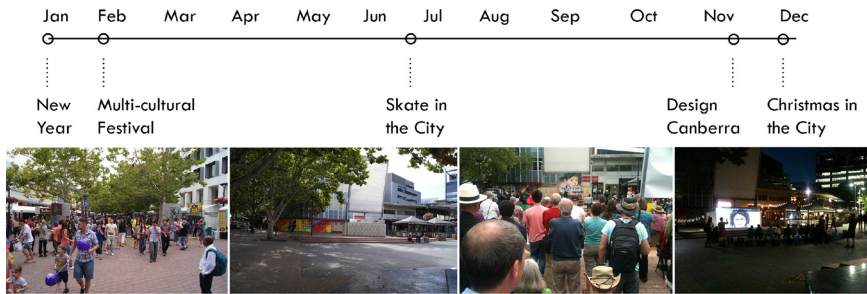 Jan Feb Mar Apr May Jun Jul Aug Sep Oct Nov Dec
New Year
Multi-cultural Festival
Skate in the City
Design Canberra
Christmas in the City